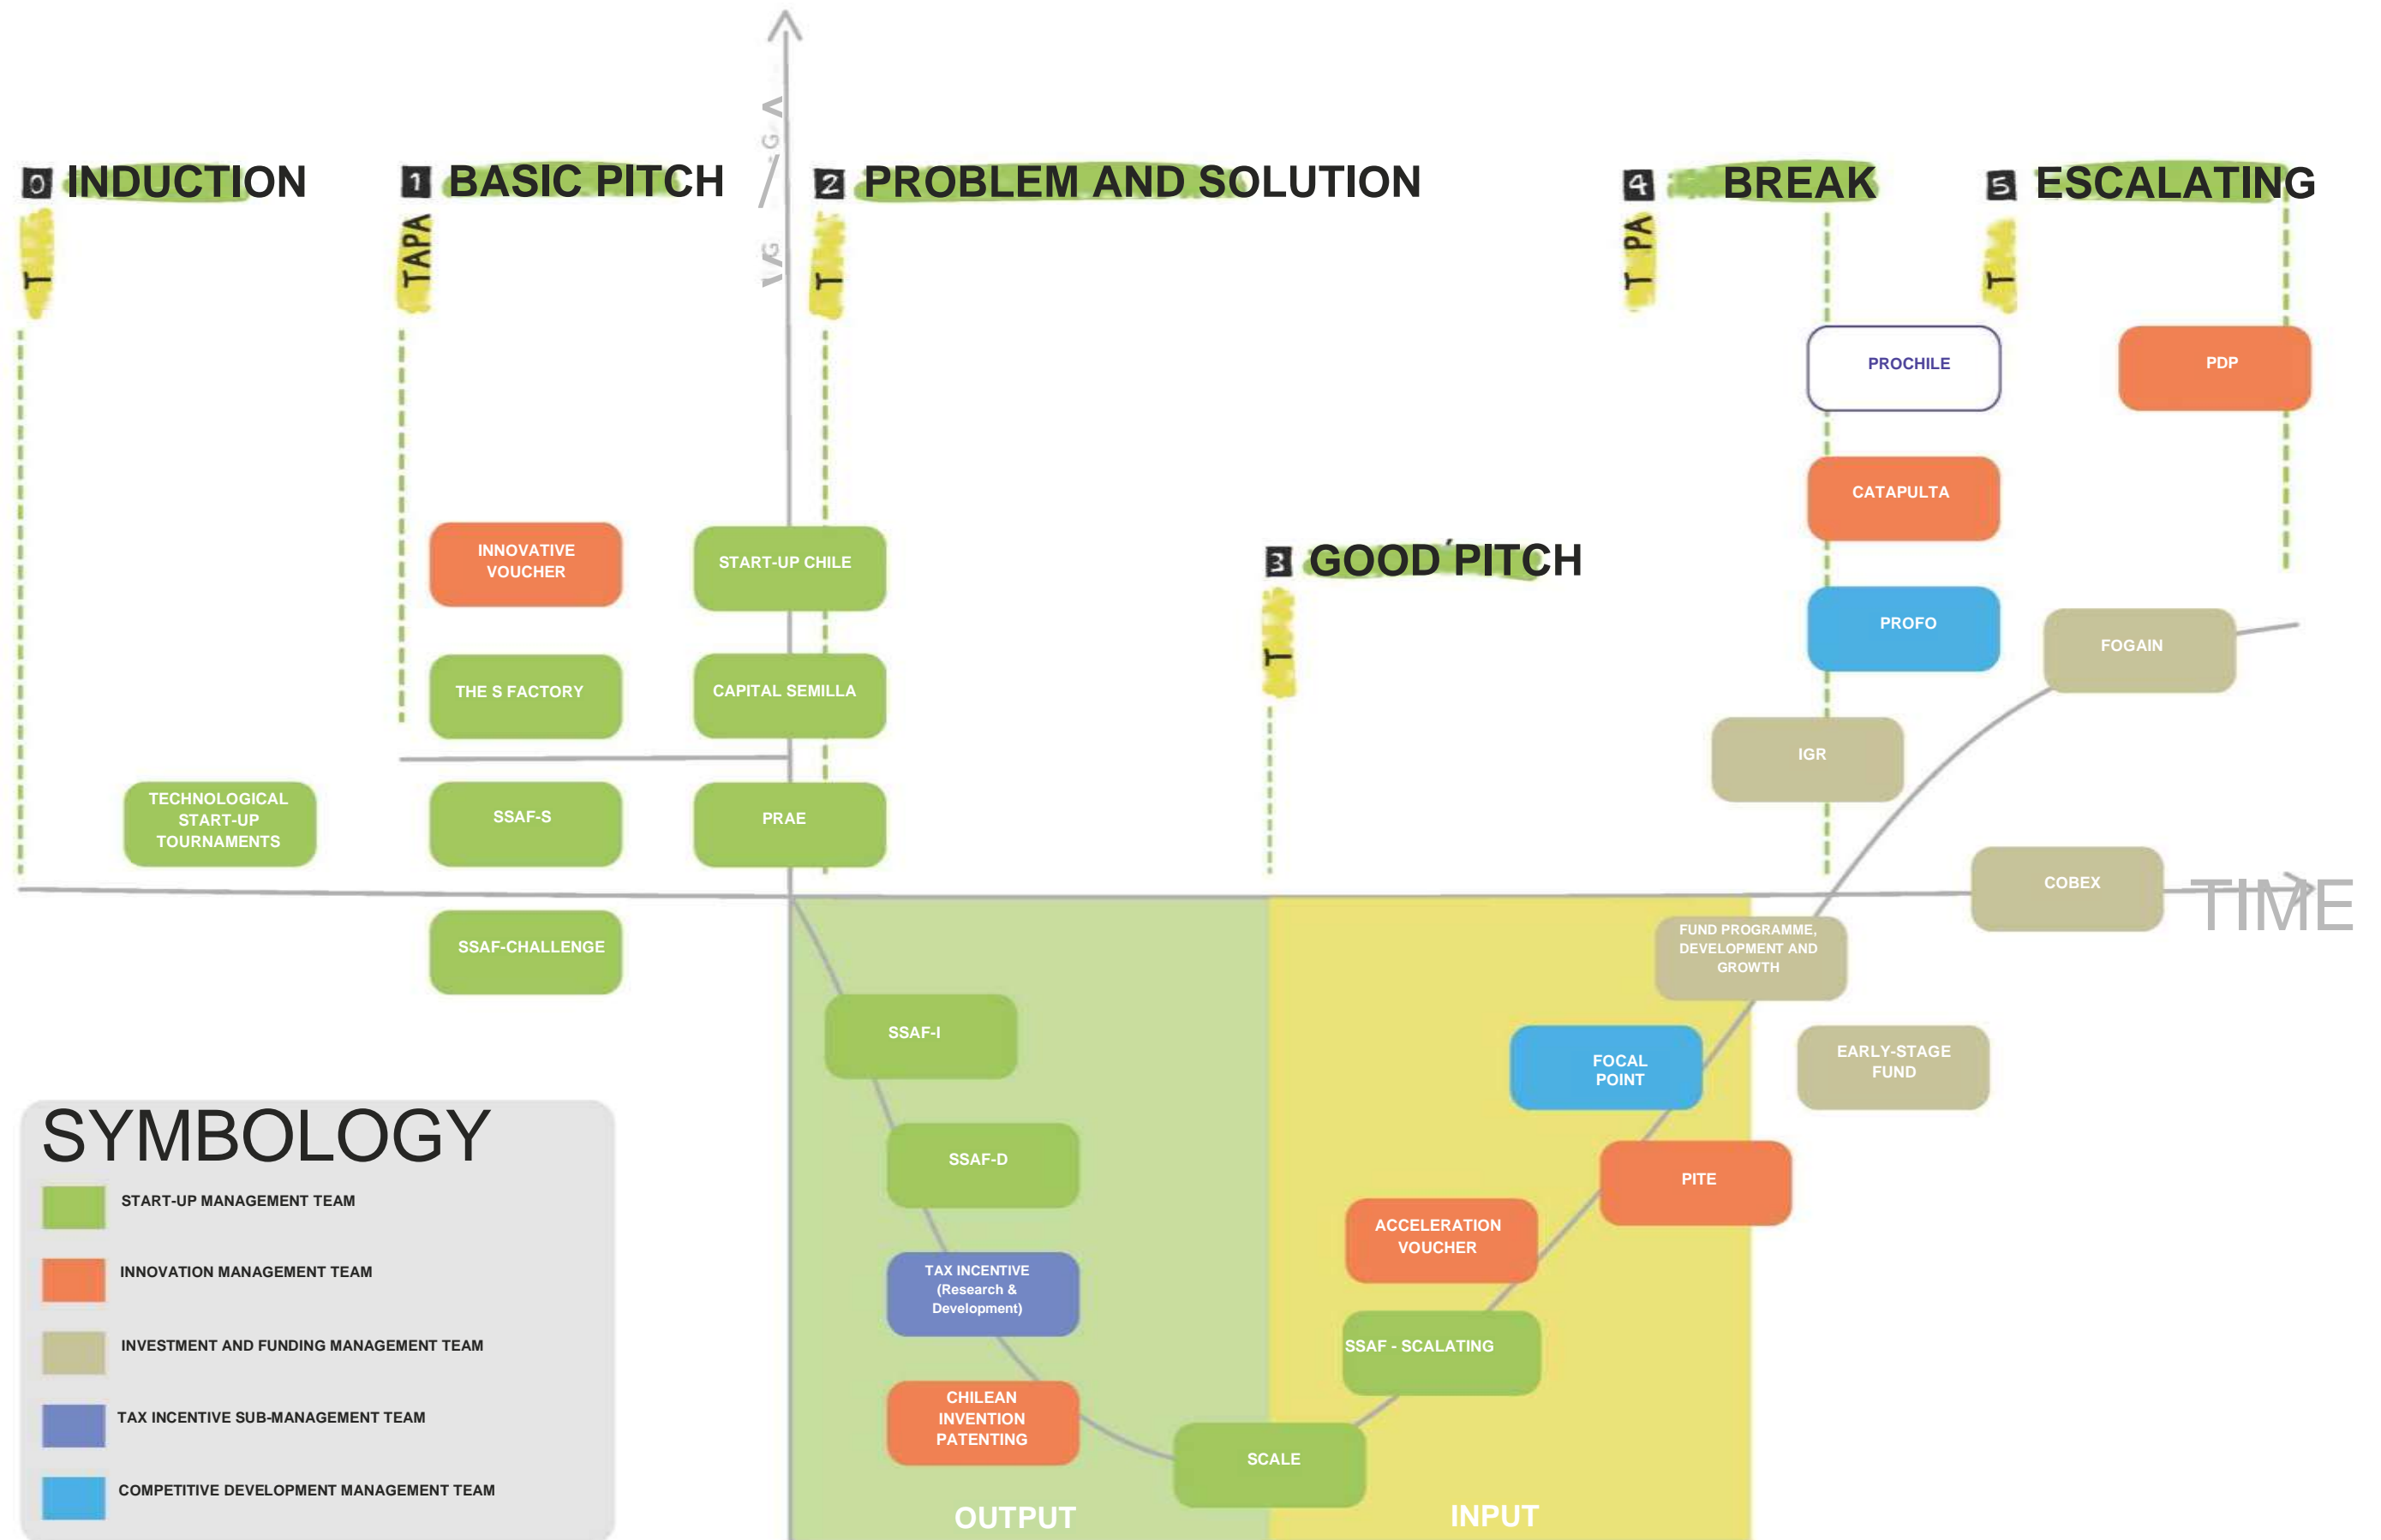 0 INDUCTION
1 BASIC PITCH
2 PROBLEM AND SOLUTION
4 BREAK
5 ESCALATING
T
TAPA
T
T PA
T
PROCHILE
PDP
CATAPULTA
INNOVATIVE
VOUCHER
START-UP CHILE
3 GOOD ́PITCH
T
PROFO
FOGAIN
THE S FACTORY
CAPITAL SEMILLA
IGR
TECHNOLOGICAL
START-UP
TOURNAMENTS
SSAF-S
PRAE
COBEX
TIME
SSAF-CHALLENGE
FUND PROGRAMME,
DEVELOPMENT AND
GROWTH
SSAF-I
FOCAL
POINT
EARLY-STAGE
FUND
SSAF-D
PITE
ACCELERATION
VOUCHER
TAX INCENTIVE
(Research &
Development)
SSAF - SCALATING
CHILEAN
INVENTION
PATENTING
SCALE
OUTPUT
INPUT
SYMBOLOGY
START-UP MANAGEMENT TEAM
INNOVATION MANAGEMENT TEAM
INVESTMENT AND FUNDING MANAGEMENT TEAM
TAX INCENTIVE SUB-MANAGEMENT TEAM
COMPETITIVE DEVELOPMENT MANAGEMENT TEAM